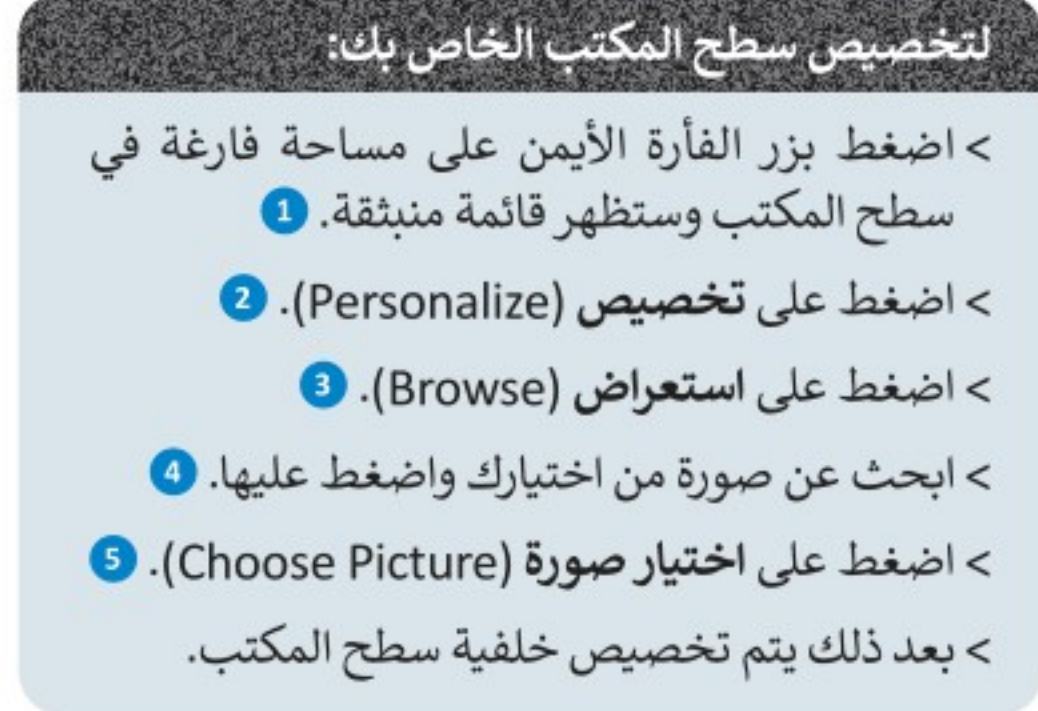 لتخصيص سطح المكتب الخاص بك:
> اضغط بزر الفأرة الأيمن على مساحة فارغة في
سطح المكتب وستظهر قائمة منبثقة. 1
> اضغط على تخصيص (Personalize). 2
> اضغط على استعراض (Browse). 3
> ابحث عن صورة من اختيارك واضغط عليها. 4
> اضغط على اختيار صورة (Choose Picture). 5
> بعد ذلك يتم تخصيص خلفية سطح المكتب.